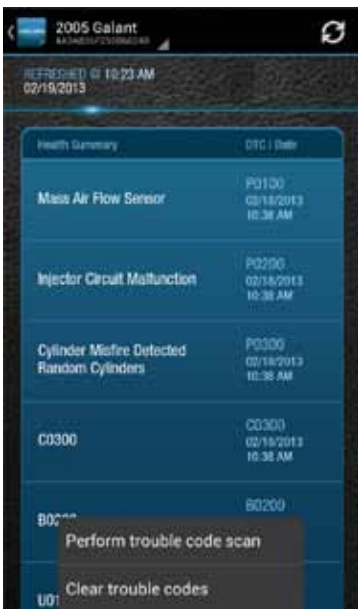 2005 Galant
REFRESHED @ 10:23 AM
02/19/2013
Health Summary
DTC | Date
Mass Air Flow Sensor
P0100
02/18/2013
10:38 AM
Injector Circuit Malfunction
P0200
02/18/2013
10:38 AM
Cylinder Misfire Detected
Random Cylinders
P0300
02/18/2013
10:38 AM
C0300
C0300
02/18/2013
10:38 AM
B0200
Perform trouble code scan
Clear trouble codes